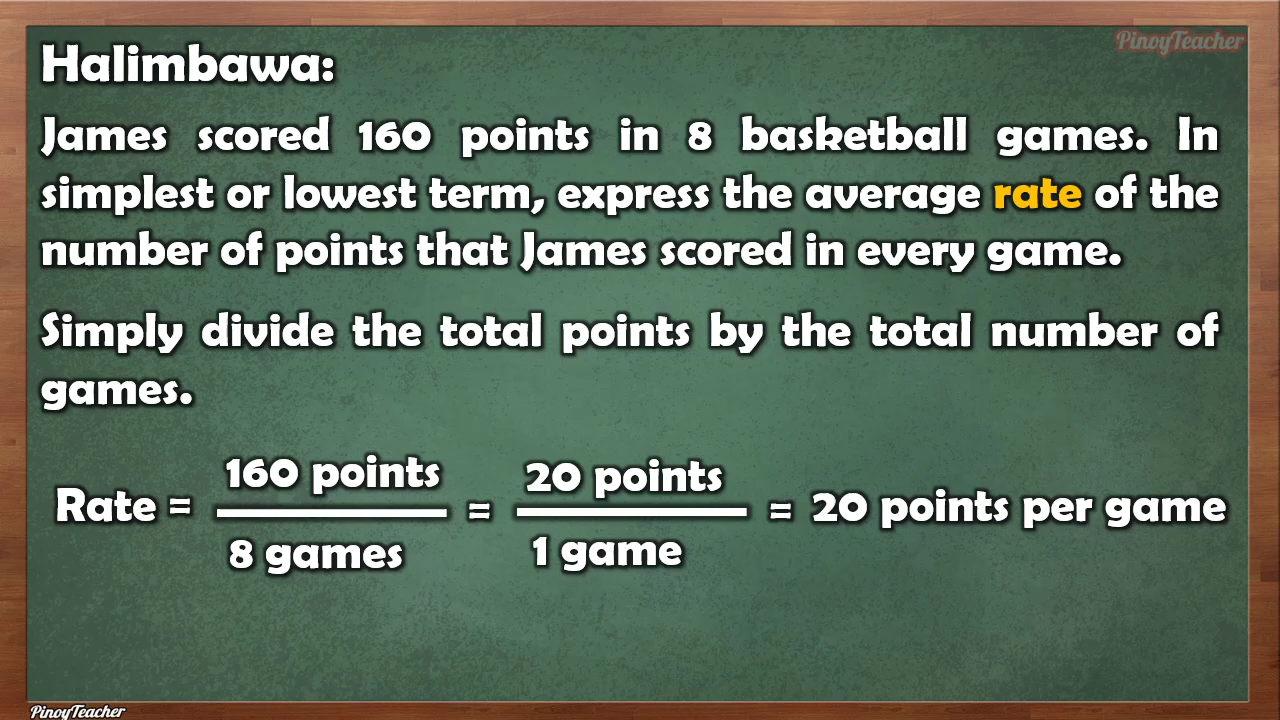 PinoyTeacher
Halimbawa:
James scored 160 points in 8 basketball games. In
simplest or lowest term, express the average rate of the
number of points that James scored in every game.
Simply divide the total points by the total number of
games.
Rate = 160 points = 20 points = 20 points per game
8 games 1 game
PinoyTeacher